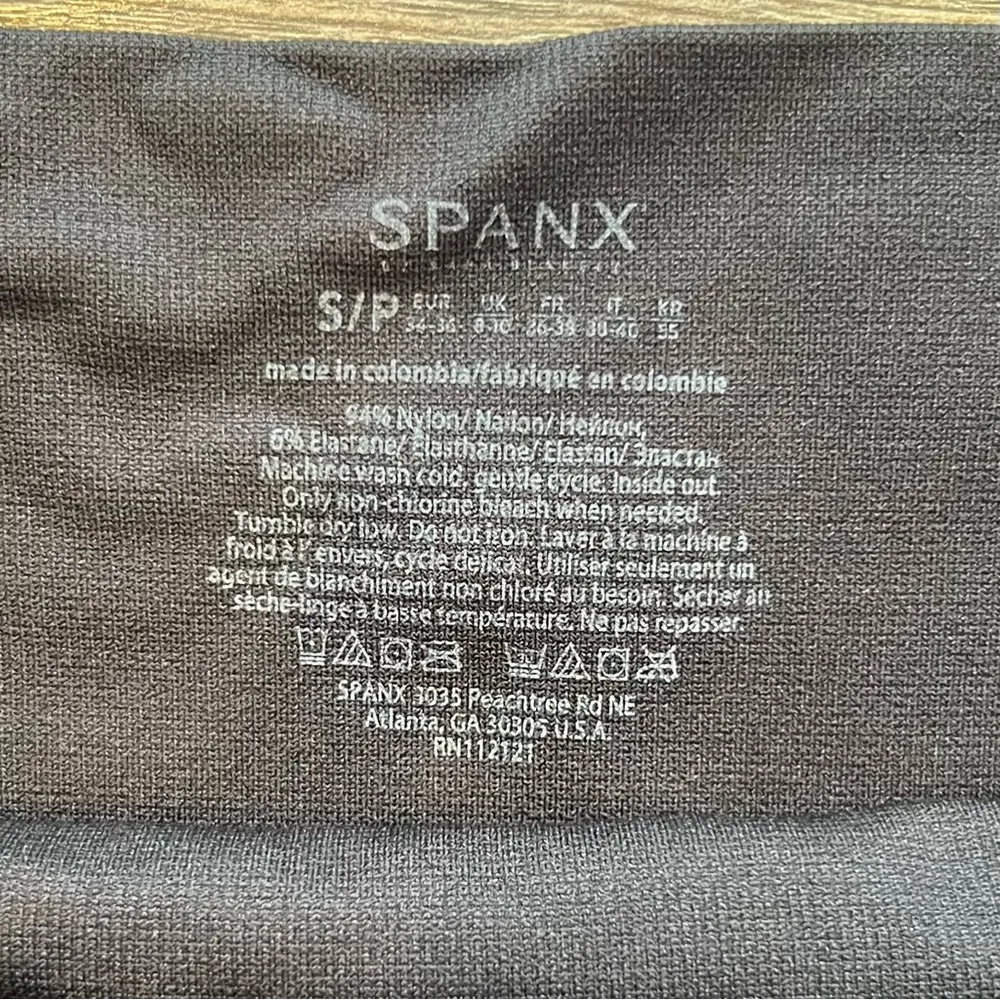 SPANX
S/P EUR UK FR IT KR
34-36 8-10 36-38 38-40 55
made in colombia/fabriqué en colombie
94% Nylon/ Nailon/ Нейлон,
6% Elastane/ Élasthanne/ Elastan/ Эластан
Machine wash cold, gentle cycle. Inside out.
Only non-chlorine bleach when needed.
Tumble dry low. Do not iron. Laver à la machine à
froid à l'envers, cycle délicat. Utiliser seulement un
agent de blanchiment non chloré au besoin. Sécher au
sèche-linge à basse température. Ne pas repasser.
SPANX 3035 Peachtree Rd NE
Atlanta, GA 30305 U.S.A.
RN112121